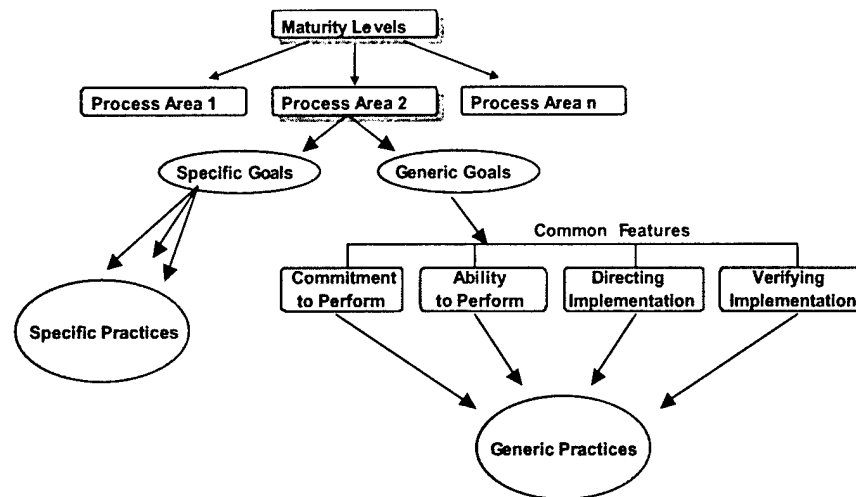 Maturity Levels
Process Area 1
Process Area 2
Process Area n
Specific Goals
Generic Goals
Common Features
Commitment
to Perform
Ability
to Perform
Directing
Implementation
Verifying
Implementation
Specific Practices
Generic Practices